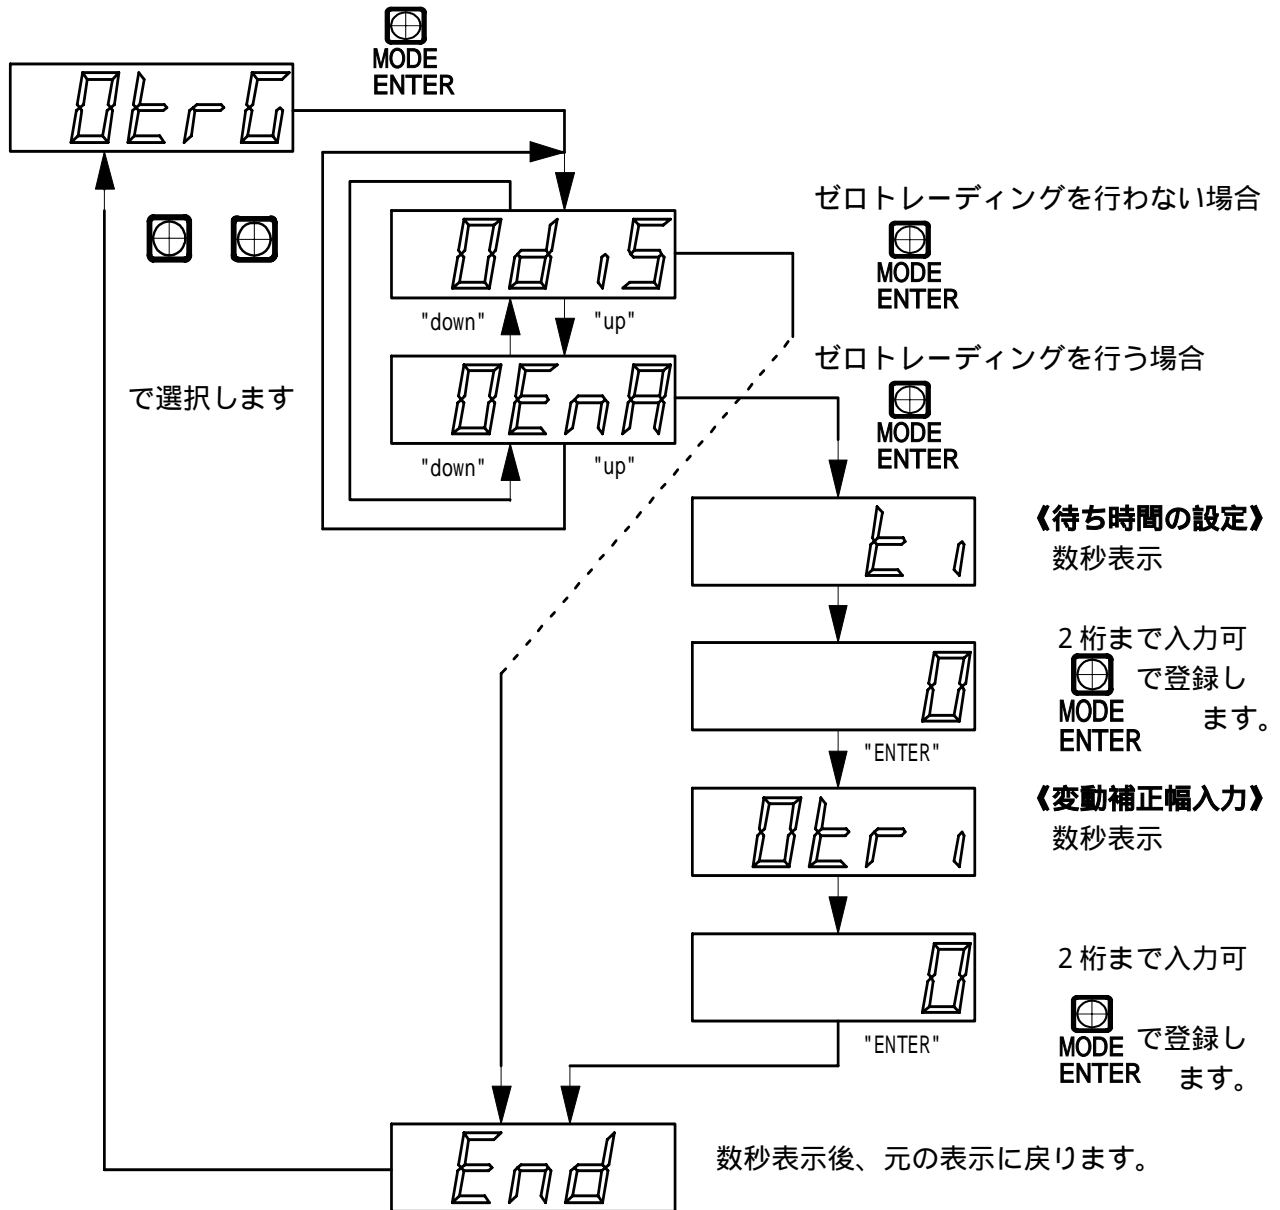 MODE
ENTER
0trG
ゼロトレーディングを行わない場合
0diS
MODE
ENTER
"down"
"up"
ゼロトレーディングを行う場合
で選択します
0EnA
MODE
ENTER
"down"
"up"
ti
《待ち時間の設定》
数秒表示
2桁まで入力可
0
で登録し
MODE
ます。
ENTER
"ENTER"
《変動補正幅入力》
0tri
数秒表示
2桁まで入力可
0
で登録し
MODE
ENTER
ます。
"ENTER"
End
数秒表示後、元の表示に戻ります。